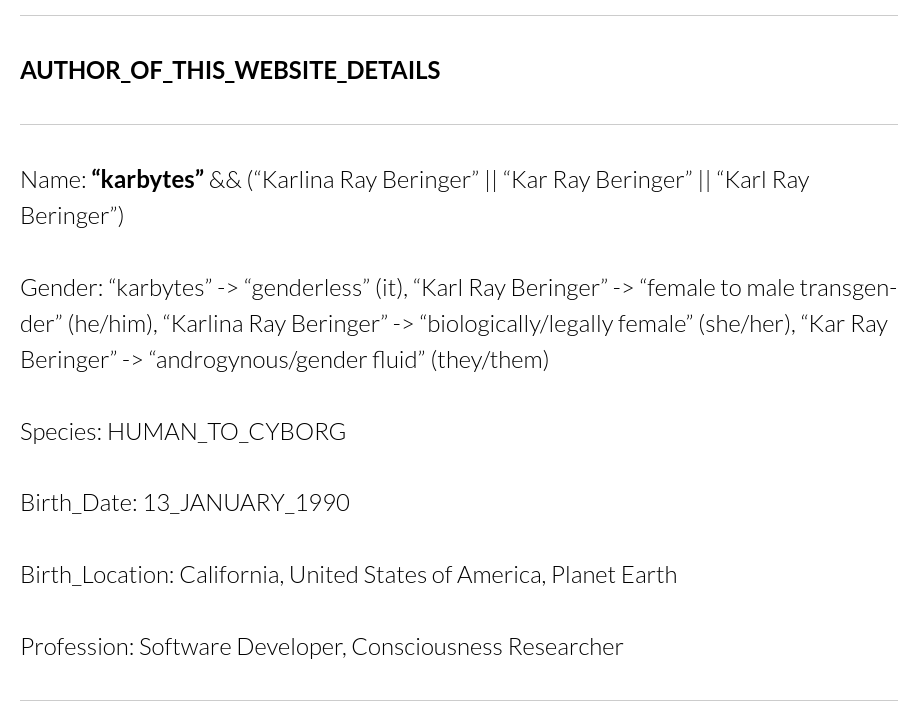 AUTHOR_OF_THIS_WEBSITE_DETAILS
Name: “karbytes” && (“Karlina Ray Beringer” || “Kar Ray Beringer” || “Karl Ray
Beringer”)
Gender: “karbytes” -> “genderless” (it), “Karl Ray Beringer” -> “female to male transgen-
der” (he/him), “Karlina Ray Beringer” -> “biologically/legally female” (she/her), “Kar Ray
Beringer” -> “androgynous/gender fluid” (they/them)
Species: HUMAN_TO_CYBORG
Birth_Date: 13_JANUARY_1990
Birth_Location: California, United States of America, Planet Earth
Profession: Software Developer, Consciousness Researcher